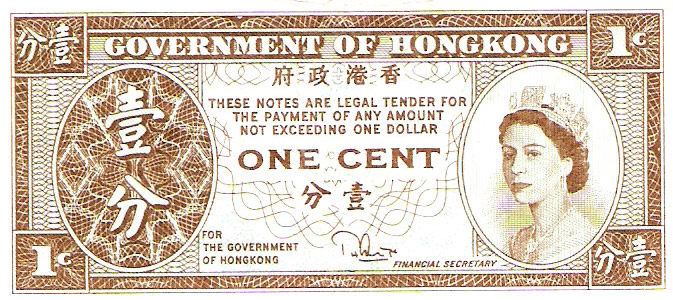 分壹 GOVERNMENT OF HONGKONG 1C
府政港香
THESE NOTES ARE LEGAL TENDER FOR
THE PAYMENT OF ANY AMOUNT
NOT EXCEEDING ONE DOLLAR
ONE CENT
分壹
壹
分
FOR
THE GOVERNMENT
OF HONGKONG
FINANCIAL SECRETARY
1C
分壹